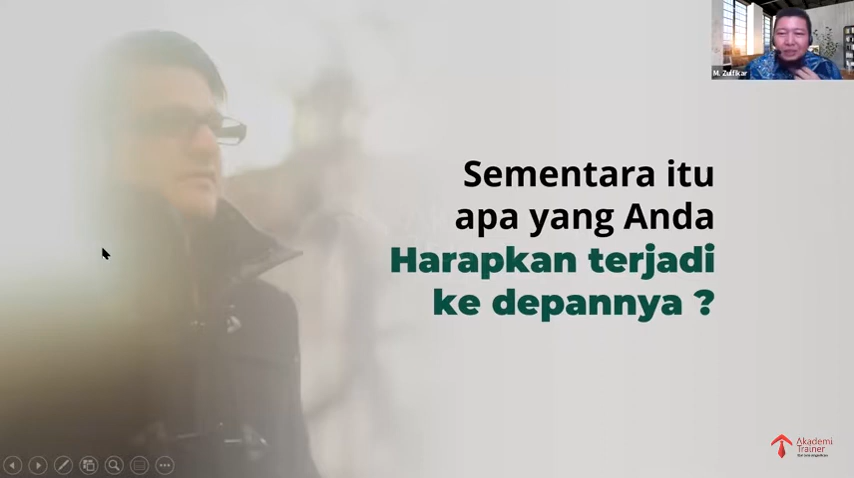 M. Zulfikar
Sementara itu
apa yang Anda
Harapkan terjadi
ke depannya ?
Akademi
Trainer